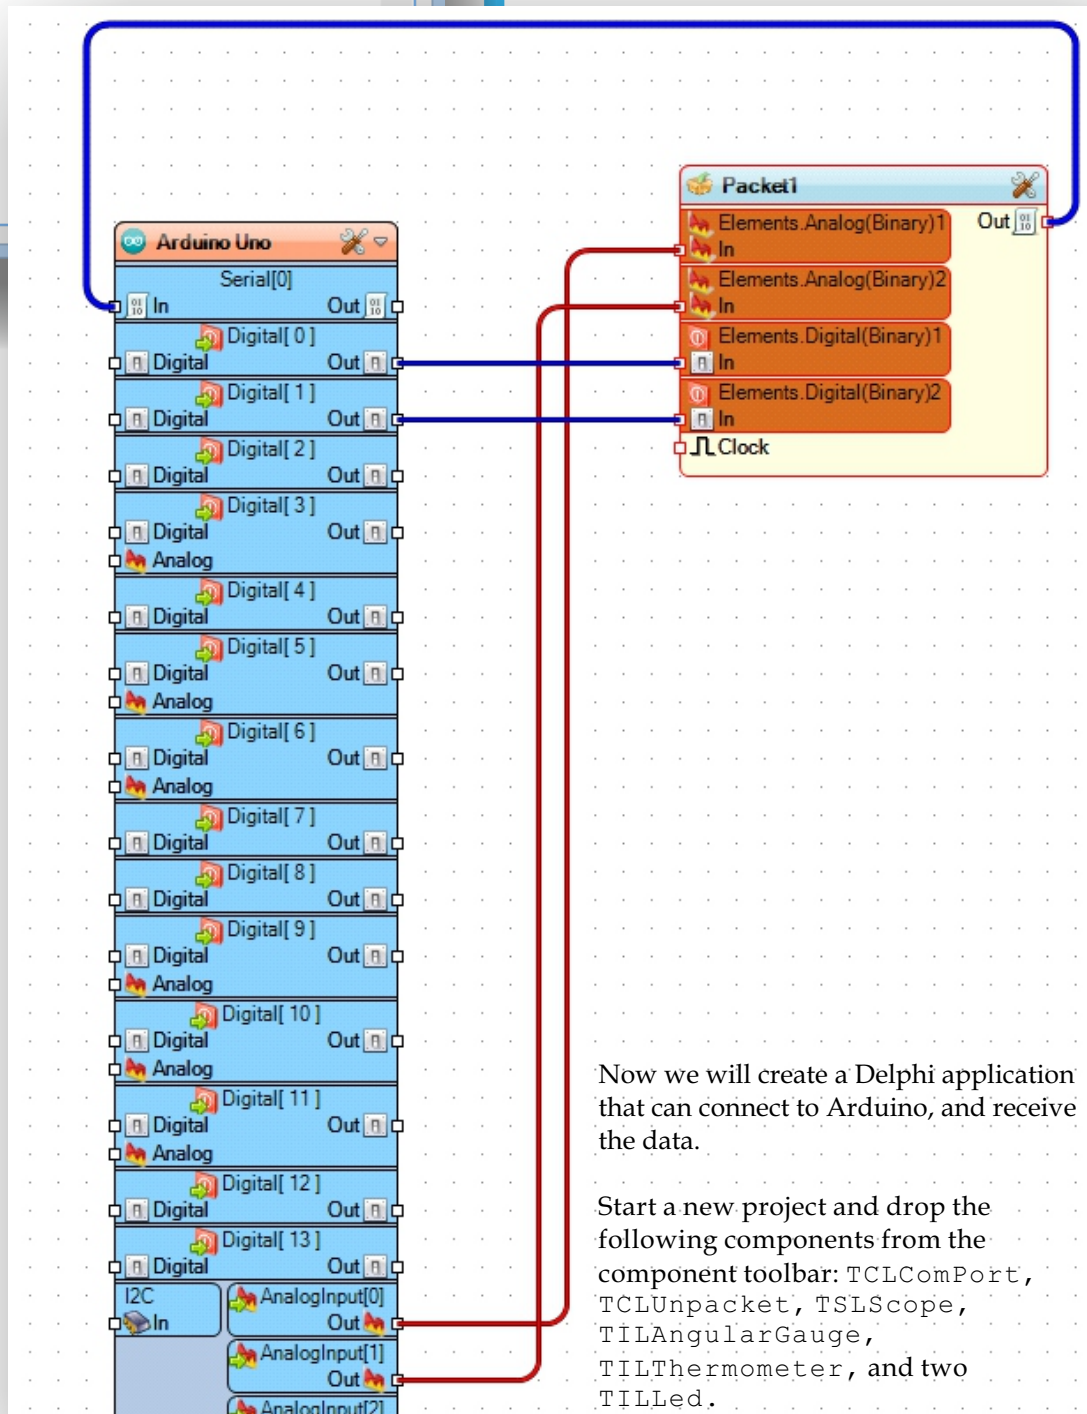 Packet1
Elements.Analog(Binary)1
Out
In
Elements.Analog(Binary)2
In
Elements.Digital(Binary)1
In
Elements.Digital(Binary)2
In
Clock
Arduino Uno
Serial[0]
In Out
Digital[ 0 ]
Digital Out
Digital[ 1 ]
Digital Out
Digital[ 2 ]
Digital Out
Digital[ 3 ]
Digital Out
Analog
Digital[ 4 ]
Digital Out
Digital[ 5 ]
Digital Out
Analog
Digital[ 6 ]
Digital Out
Analog
Digital[ 7 ]
Digital Out
Digital[ 8 ]
Digital Out
Digital[ 9 ]
Digital Out
Analog
Digital[ 10 ]
Digital Out
Analog
Digital[ 11 ]
Digital Out
Analog
Digital[ 12 ]
Digital Out
Digital[ 13 ]
Digital Out
I2C
In
AnalogInput[0]
Out
AnalogInput[1]
Out
AnalogInput[2]
Now we will create a Delphi application
that can connect to Arduino, and receive
the data.
Start a new project and drop the
following components from the
component toolbar: TCLComPort,
TCLUnpacket, TSLScope,
TILAngularGauge,
TILThermometer, and two
TILLed.